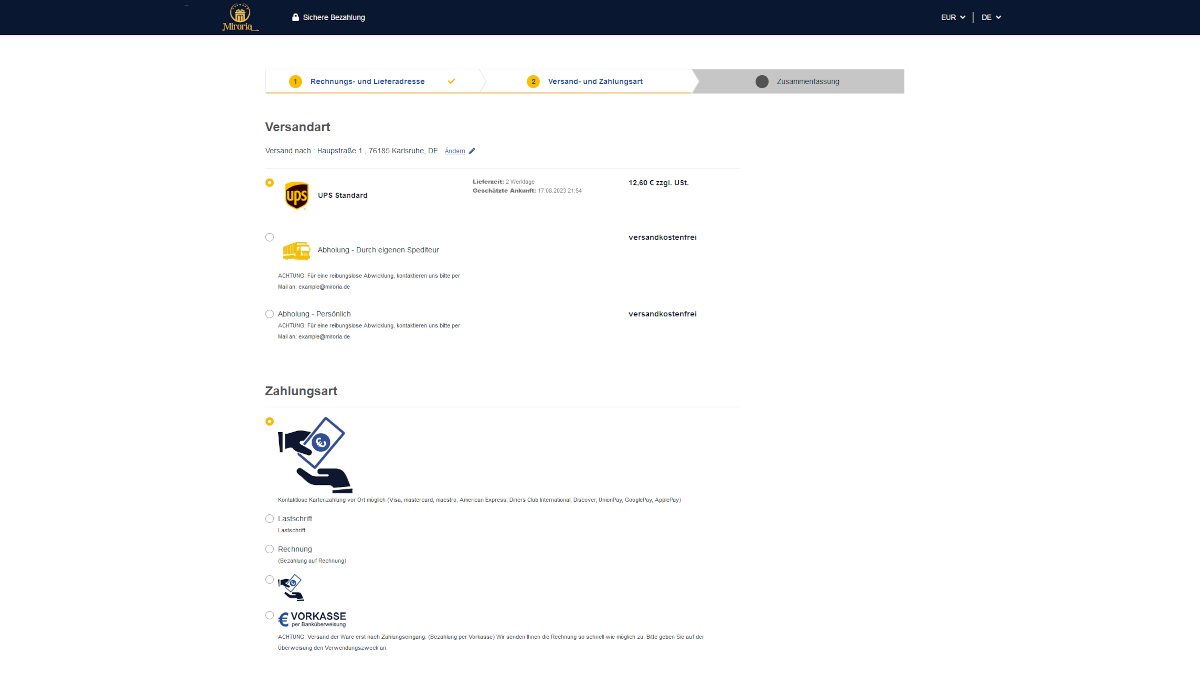 Miroria
Sichere Bezahlung
EUR
DE
1 Rechnungs- und Lieferadresse
2 Versand- und Zahlungsart
Zusammenfassung
Versandart
Versand nach : Haupstraße 1 , 76185 Karlsruhe, DE Ändern
ups
UPS Standard
Lieferzeit: 2 Werktage
Geschätzte Ankunft: 17.08.2023 21:54
12,60 € zzgl. USt.
Abholung - Durch eigenen Spediteur
versandkostenfrei
ACHTUNG: Für eine reibungslose Abwicklung, kontaktieren uns bitte per
Mail an: example@miroria.de
Abholung - Persönlich
versandkostenfrei
ACHTUNG: Für eine reibungslose Abwicklung, kontaktieren uns bitte per
Mail an: example@miroria.de
Zahlungsart
Kontaktlose Kartenzahlung vor Ort möglich (Visa, mastercard, maestro, American Express, Diners Club International, Discover, UnionPay, GooglePay, ApplePay)
Lastschrift
Lastschrift
Rechnung
(Bezahlung auf Rechnung)
€ VORKASSE
per Banküberweisung
ACHTUNG: Versand der Ware erst nach Zahlungseingang. (Bezahlung per Vorkasse) Wir senden Ihnen die Rechnung so schnell wie möglich zu. Bitte geben Sie auf der
Überweisung den Verwendungszweck an.